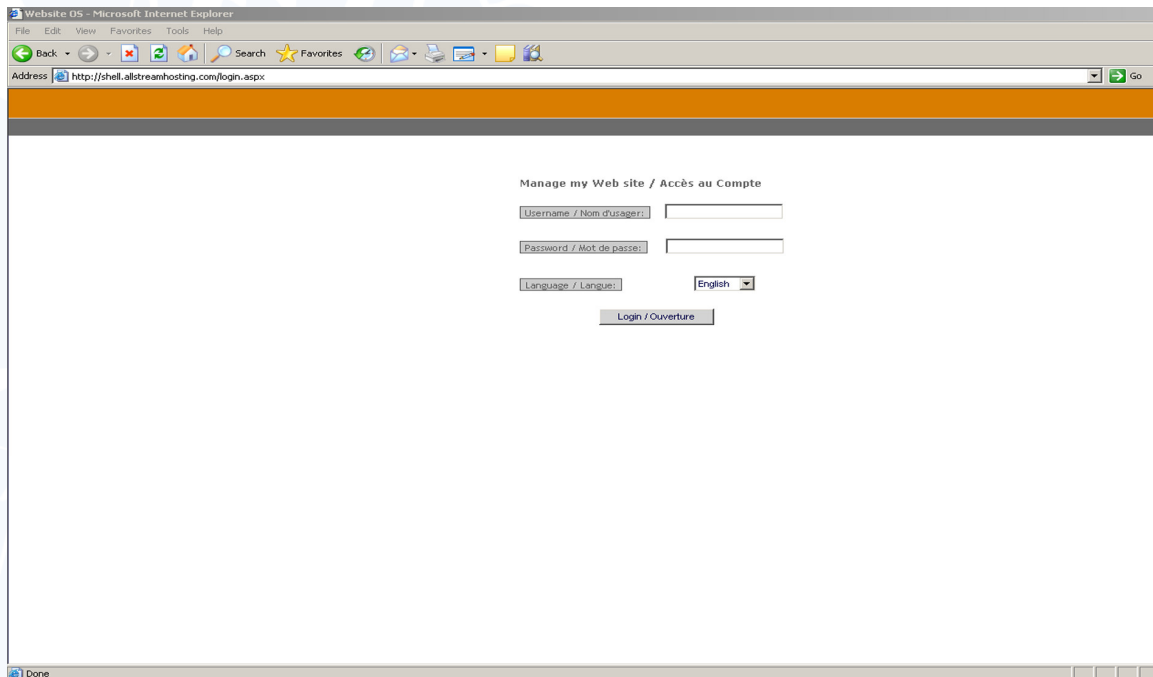 Website OS - Microsoft Internet Explorer
File Edit View Favorites Tools Help
Back Search Favorites
Address http://shell.allstreamhosting.com/login.aspx Go
Manage my Web site / Accès au Compte
Username / Nom d'usager:
Password / Mot de passe:
Language / Langue: English
Login / Ouverture
Done